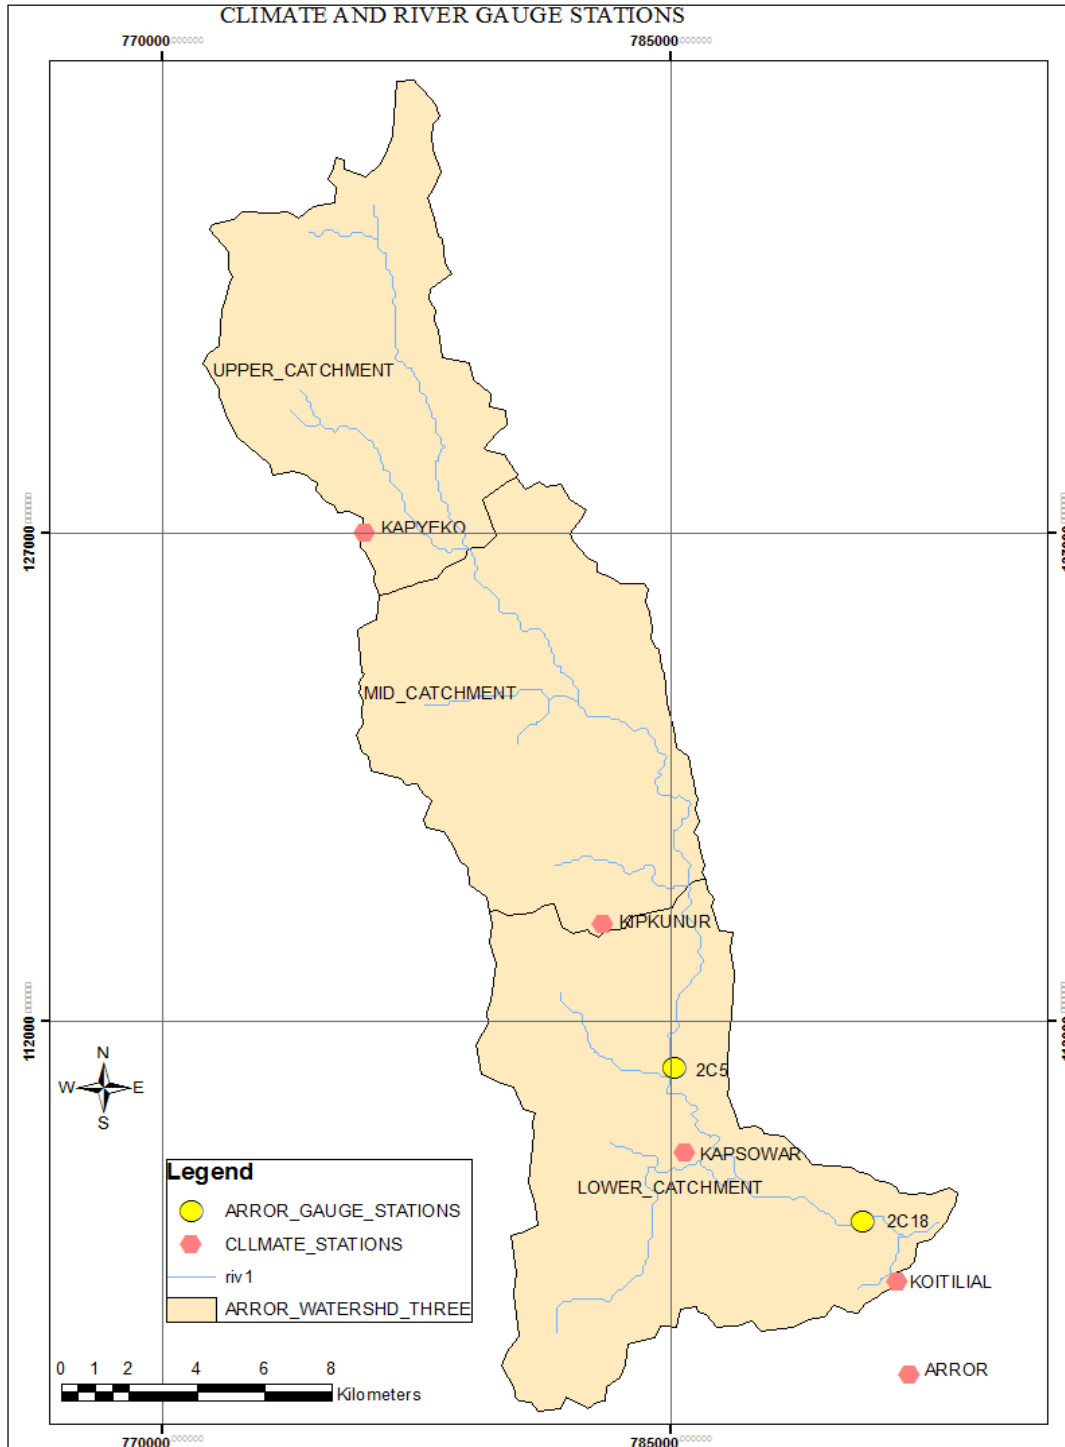 CLIMATE AND RIVER GAUGE STATIONS
770000 785000
UPPER_CATCHMENT
KAPYEKO
127000
MID_CATCHMENT
KIPKUNUR
112000
N
W E
S
2C5
KAPSOWAR
LOWER_CATCHMENT
2C18
KOITILIAL
ARROR
Legend
ARROR_GAUGE_STATIONS
CLLMATE_STATIONS
riv1
ARROR_WATERSHD_THREE
0 1 2 4 6 8
Kilometers
770000 785000